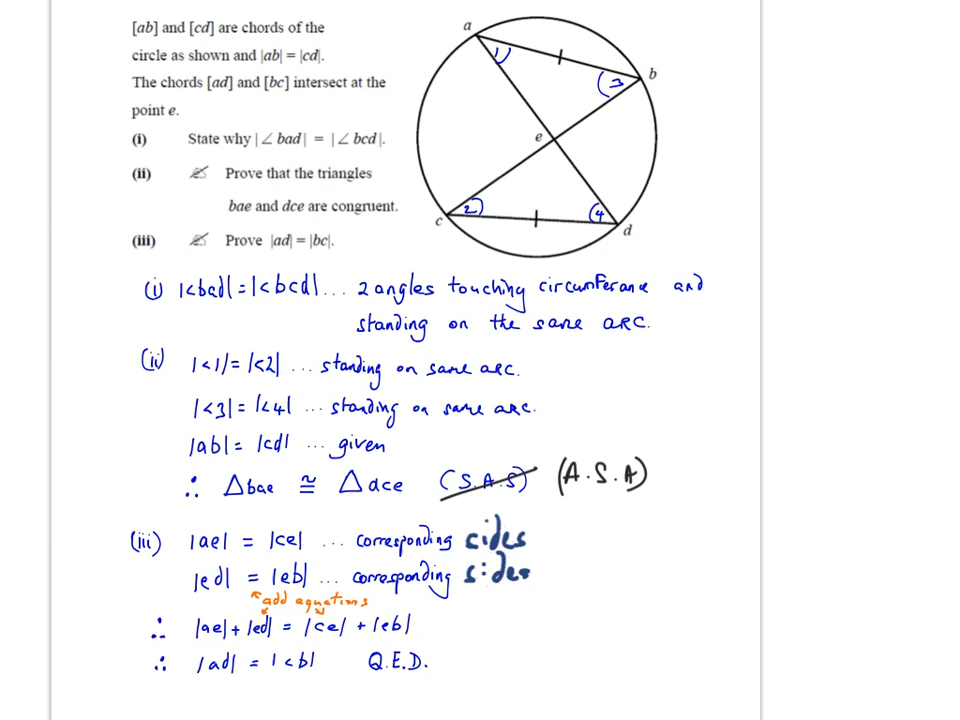 [ab] and [cd] are chords of the
circle as shown and |ab| = |cd|.
The chords [ad] and [bc] intersect at the
point e.
(i) State why |∠ bad| = |∠ bcd|.
(ii) Prove that the triangles
bae and dce are congruent.
(iii) Prove |ad| = |bc|.
a
b
c
d
e
1
3
2
4
(i) |<bad| = |<bcd| ... 2 angles touching circumferance and
standing on the same ARC.
(ii) |<1| = |<2| ... standing on same arc.
|<3| = |<4| ... standing on same arc.
|ab| = |cd| ... given
∴ △bae ≅ △dce (S.A.S) (A.S.A)
(iii) |ae| = |ce| ... corresponding sides
|ed| = |eb| ... corresponding sides
add equations
∴ |ae| + |ed| = |ce| + |eb|
∴ |ad| = |cb| Q.E.D.